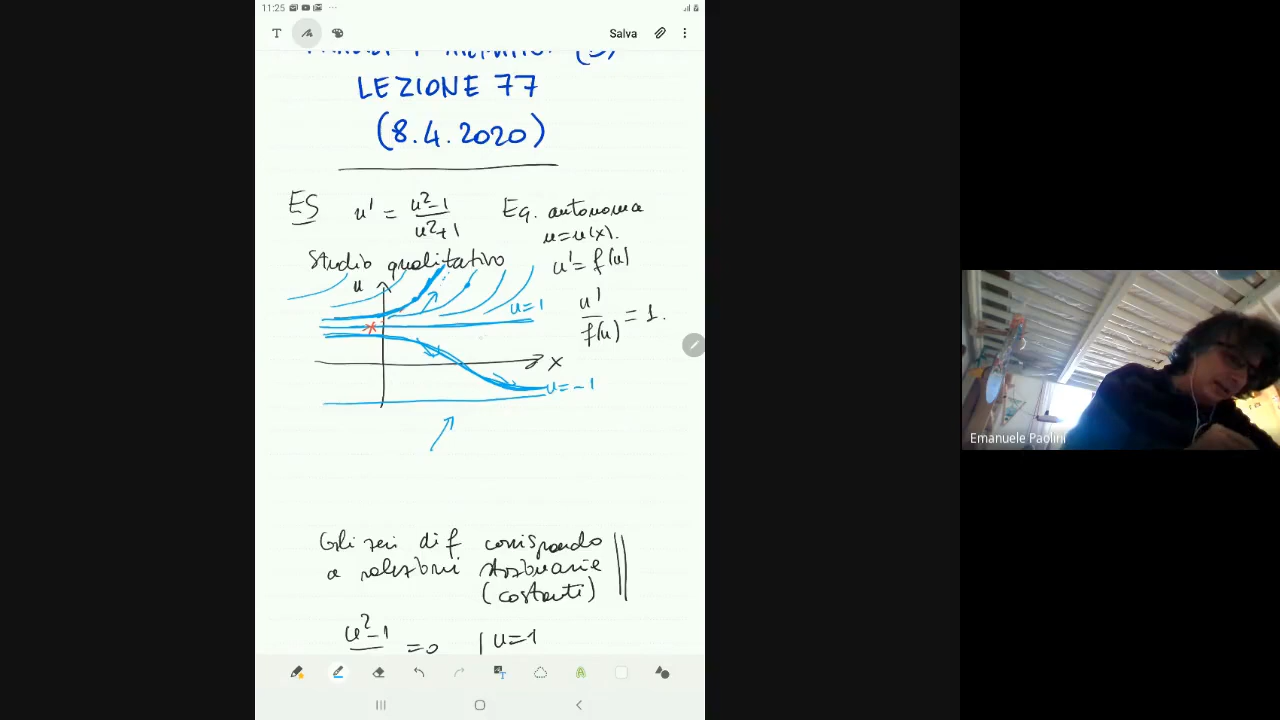 11:25
T
Salva
LEZIONE 77
(8.4.2020)
ES u' = u²-1 / u²+1 Eq. autonoma
u=u(x).
Studio qualitativo u' = f(u)
u
u=1
u' / f(u) = 1.
x
u=-1
Emanuele Paolini
Gli zeri di f corrispondo
a soluzioni stazionarie
(costanti)
u²-1 = 0 | u=1